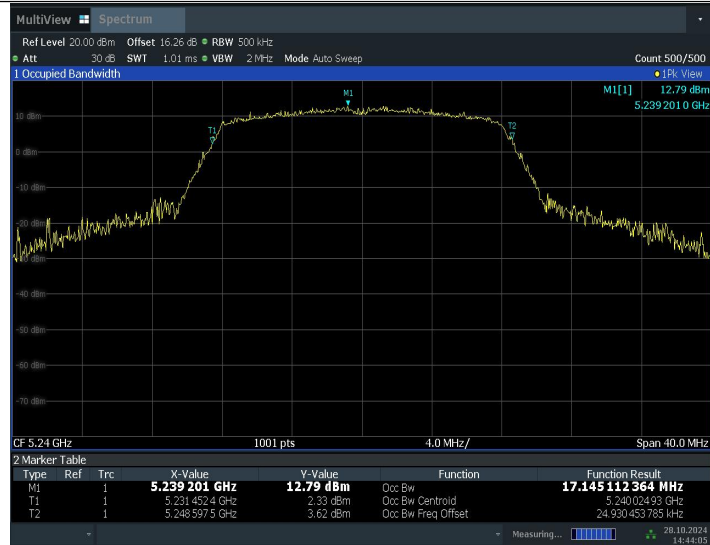 MultiView Spectrum
Ref Level 20.00 dBm Offset 16.26 dB RBW 500 kHz
Att 30 dB SWT 1.01 ms VBW 2 MHz Mode Auto Sweep Count 500/500
1 Occupied Bandwidth 1Pk View
M1[1] 12.79 dBm
5.239 201 0 GHz
M1
10 dBm
T1
T2
0 dBm
-10 dBm
-20 dBm
-30 dBm
-40 dBm
-50 dBm
-60 dBm
-70 dBm
CF 5.24 GHz 1001 pts 4.0 MHz/ Span 40.0 MHz
2 Marker Table
Type Ref Trc X-Value Y-Value Function Function Result
M1 1 5.239 201 GHz 12.79 dBm Occ Bw 17.145 112 364 MHz
T1 1 5.231 452 4 GHz 2.33 dBm Occ Bw Centroid 5.240 024 93 GHz
T2 1 5.248 597 5 GHz 3.62 dBm Occ Bw Freq Offset 24.930 453 785 kHz
Measuring... 28.10.2024
14:44:05